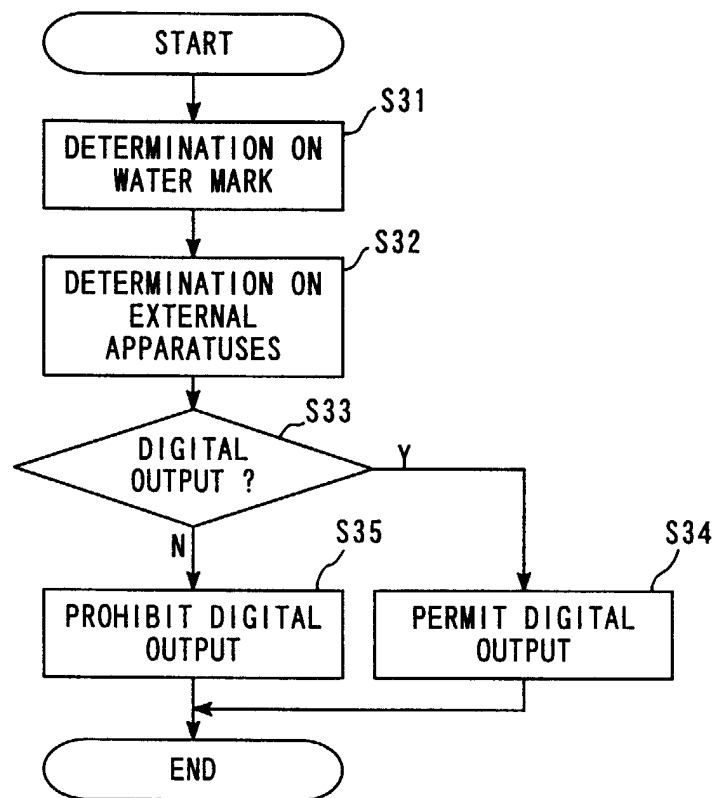 START
S31
DETERMINATION ON
WATER MARK
S32
DETERMINATION ON
EXTERNAL
APPARATUSES
S33
DIGITAL
OUTPUT ?
Y
N
S35
S34
PROHIBIT DIGITAL
OUTPUT
PERMIT DIGITAL
OUTPUT
END